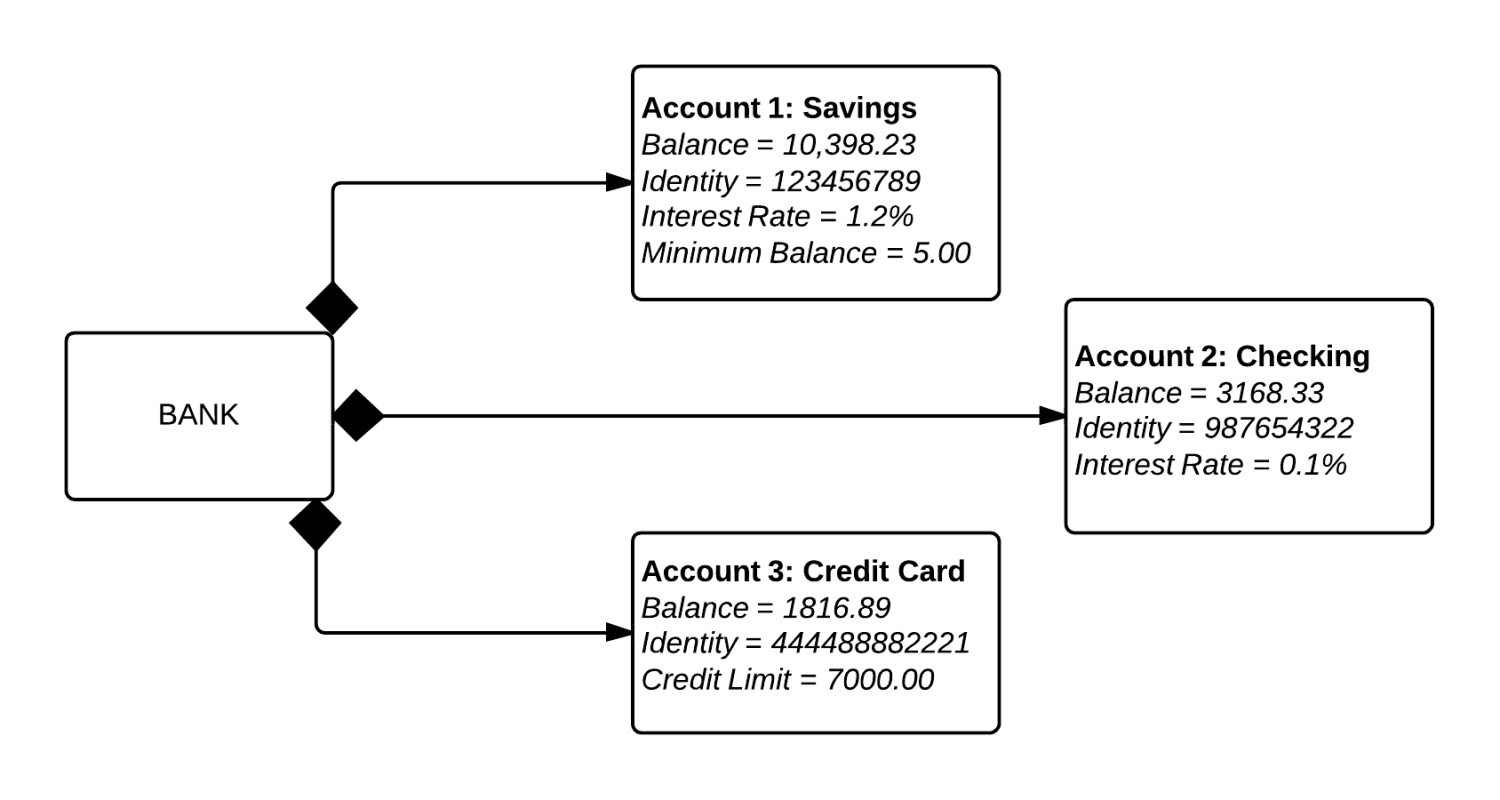 BANK
Account 1: Savings
Balance = 10,398.23
Identity = 123456789
Interest Rate = 1.2%
Minimum Balance = 5.00
Account 2: Checking
Balance = 3168.33
Identity = 987654322
Interest Rate = 0.1%
Account 3: Credit Card
Balance = 1816.89
Identity = 444488882221
Credit Limit = 7000.00